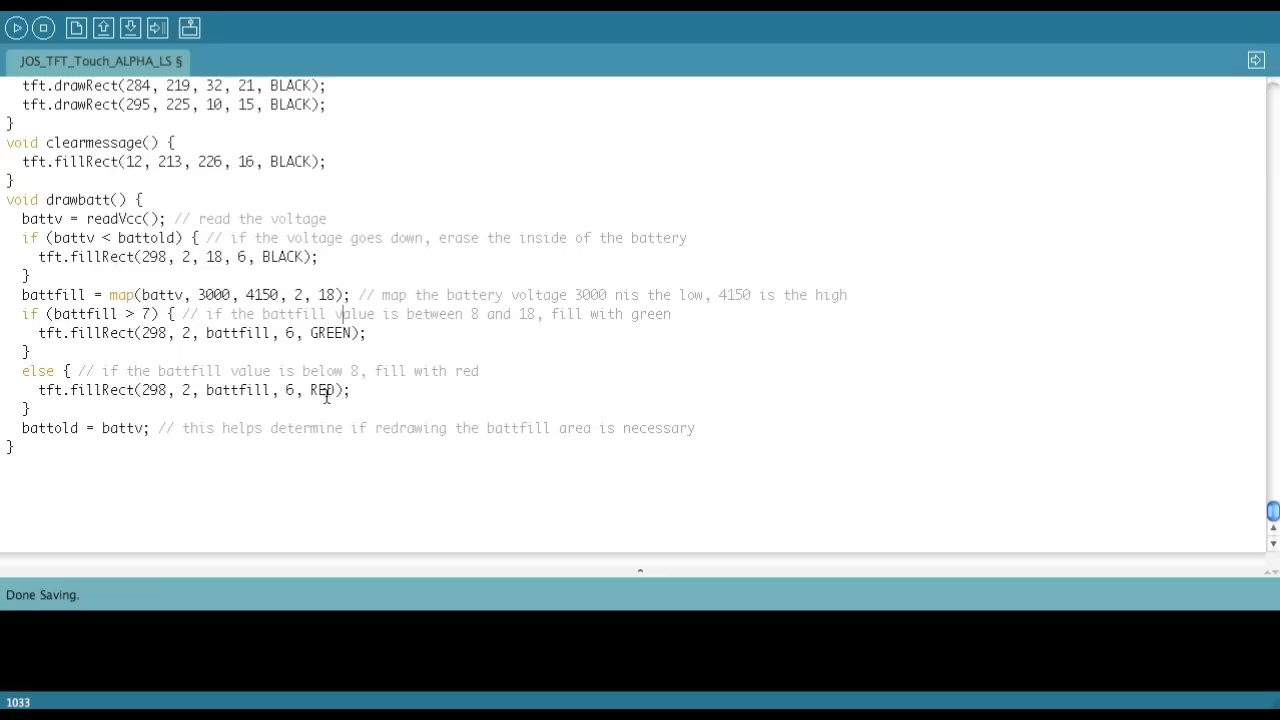 JOS_TFT_Touch_ALPHA_LS §
tft.drawRect(284, 219, 32, 21, BLACK);
tft.drawRect(295, 225, 10, 15, BLACK);
}
void clearmessage() {
tft.fillRect(12, 213, 226, 16, BLACK);
}
void drawbatt() {
battv = readVcc(); // read the voltage
if (battv < battold) { // if the voltage goes down, erase the inside of the battery
tft.fillRect(298, 2, 18, 6, BLACK);
}
battfill = map(battv, 3000, 4150, 2, 18); // map the battery voltage 3000 nis the low, 4150 is the high
if (battfill > 7) { // if the battfill value is between 8 and 18, fill with green
tft.fillRect(298, 2, battfill, 6, GREEN);
}
else { // if the battfill value is below 8, fill with red
tft.fillRect(298, 2, battfill, 6, RED);
}
battold = battv; // this helps determine if redrawing the battfill area is necessary
}
Done Saving.
1033